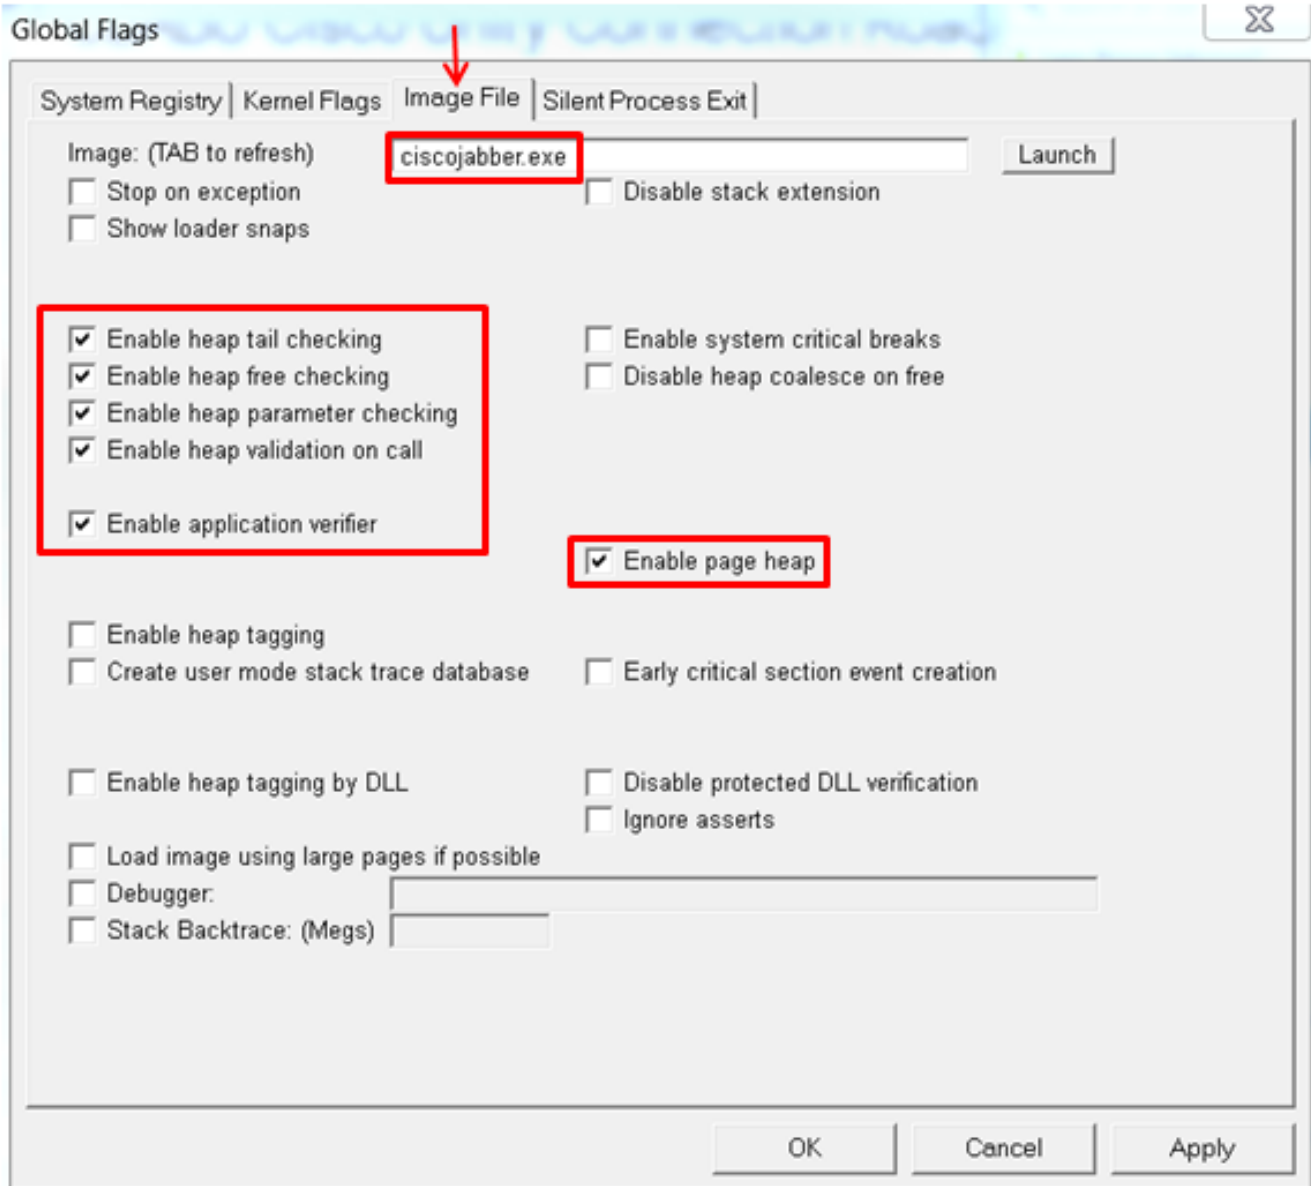 Global Flags
System Registry Kernel Flags Image File Silent Process Exit
Image: (TAB to refresh) ciscojabber.exe Launch
Stop on exception Disable stack extension
Show loader snaps
Enable heap tail checking Enable system critical breaks
Enable heap free checking Disable heap coalesce on free
Enable heap parameter checking
Enable heap validation on call
Enable application verifier
Enable page heap
Enable heap tagging
Create user mode stack trace database Early critical section event creation
Enable heap tagging by DLL Disable protected DLL verification
Ignore asserts
Load image using large pages if possible
Debugger:
Stack Backtrace: (Megs)
OK Cancel Apply